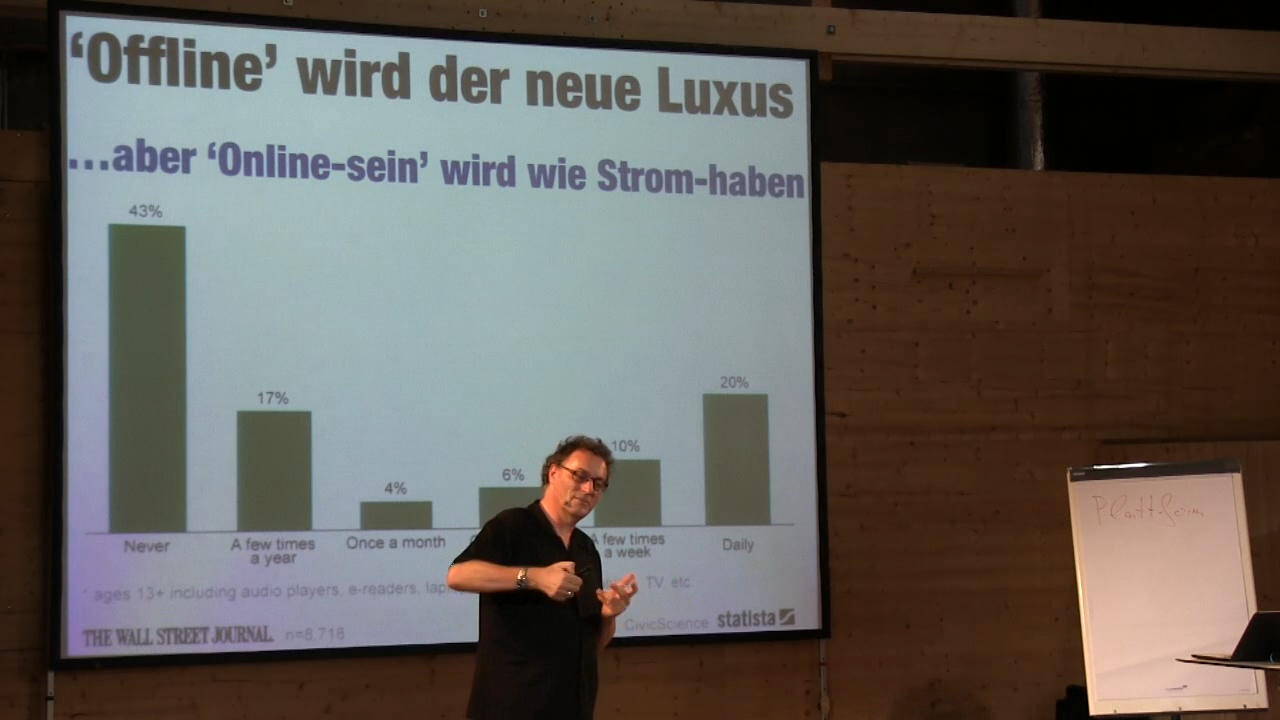 ‘Offline’ wird der neue Luxus
...aber ‘Online-sein’ wird wie Strom-haben
43%
17%
4%
6%
10%
20%
Never
A few times
a year
Once a month
A few times
a week
Daily
* ages 13+ including audio players, e-readers,
TV etc.
THE WALL STREET JOURNAL.
n=8,718
CivicScience
statista
Plattform